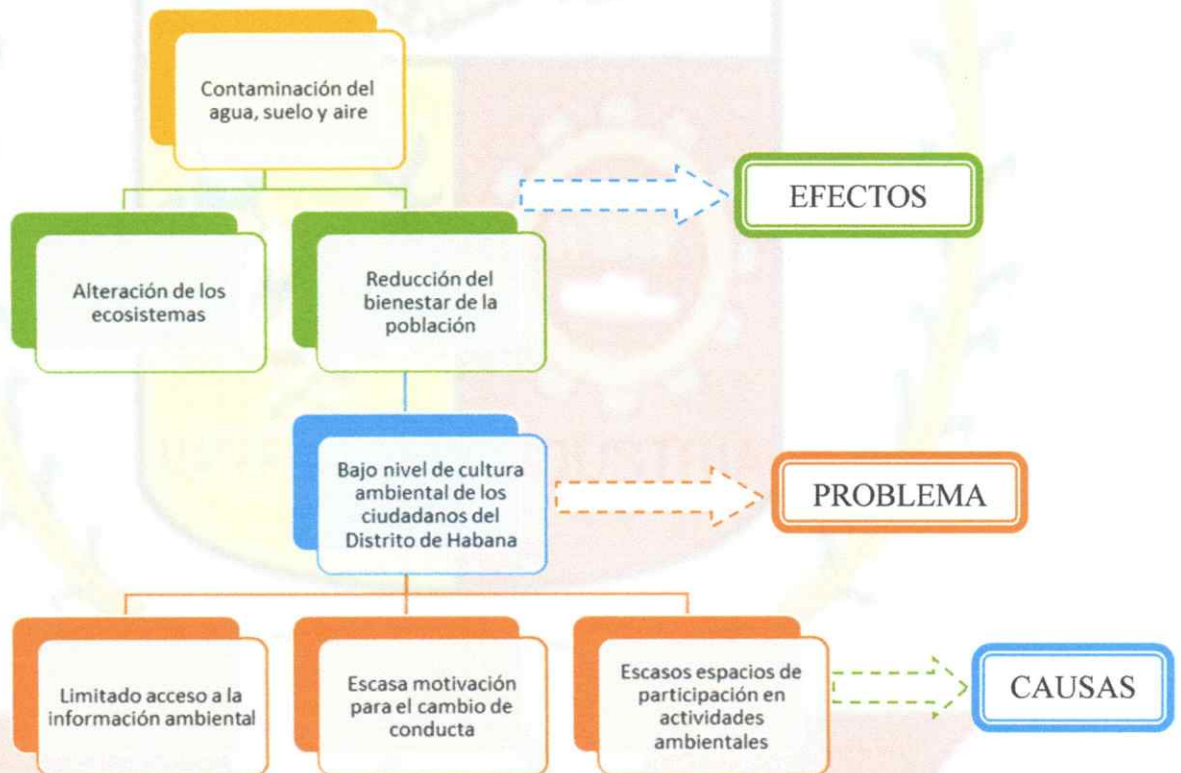 Contaminación del
agua, suelo y aire
EFECTOS
Alteración de los
ecosistemas
Reducción del
bienestar de la
población
Bajo nivel de cultura
ambiental de los
ciudadanos del
Distrito de Habana
PROBLEMA
Limitado acceso a la
información ambiental
Escasa motivación
para el cambio de
conducta
Escasos espacios de
participación en
actividades
ambientales
CAUSAS